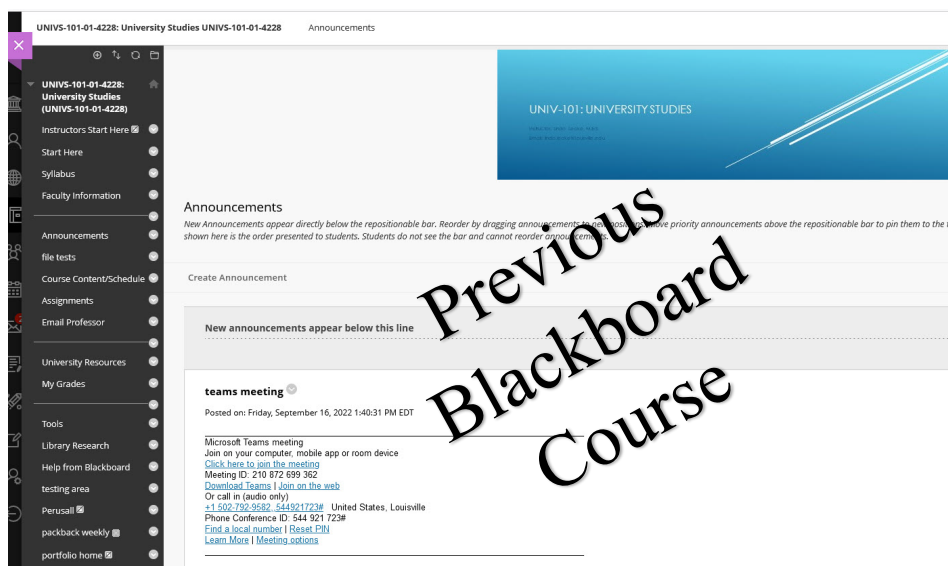 UNIVS-101-01-4228: University Studies UNIVS-101-01-4228 Announcements
UNIVS-101-01-4228:
University Studies
(UNIVS-101-01-4228)
Instructors Start Here
Start Here
Syllabus
Faculty Information
Announcements
file tests
Course Content/Schedule
Assignments
Email Professor
University Resources
My Grades
Tools
Library Research
Help from Blackboard
testing area
Perusall
packback weekly
portfolio home
UNIV-101: UNIVERSITY STUDIES
Announcements
New Announcements appear directly below the repositionable bar. Reorder by dragging announcements to new positions. Move priority announcements above the repositionable bar to pin them to the
shown here is the order presented to students. Students do not see the bar and cannot reorder announcements.
Create Announcement
New announcements appear below this line
teams meeting
Posted on: Friday, September 16, 2022 1:40:31 PM EDT
Microsoft Teams meeting
Join on your computer, mobile app or room device
Click here to join the meeting
Meeting ID: 210 872 699 362
Download Teams | Join on the web
Or call in (audio only)
+1 502-792-9582, 544921723# United States, Louisville
Phone Conference ID: 544 921 723#
Find a local number | Reset PIN
Learn More | Meeting options
Previous
Blackboard
Course